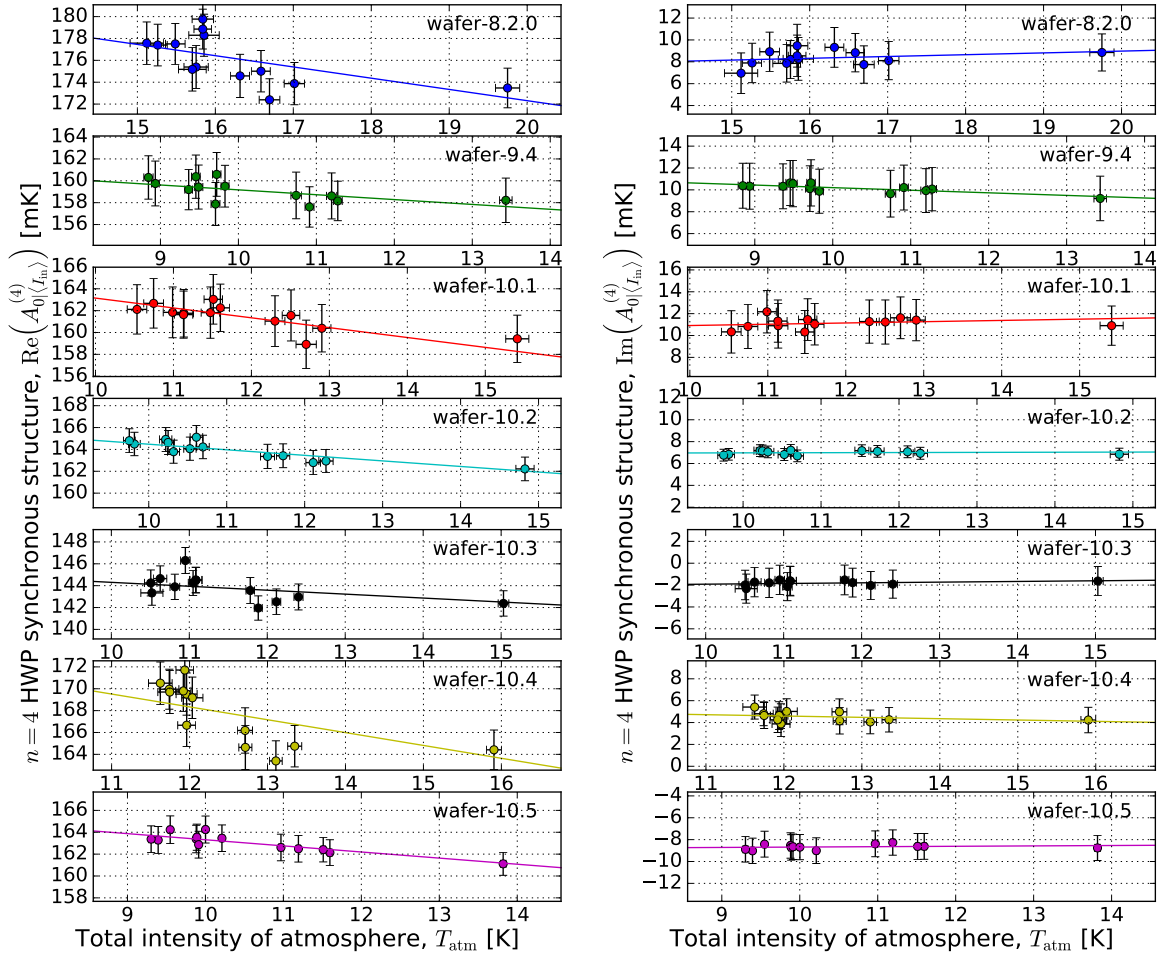 wafer-8.2.0
180
178
176
174
172
15 16 17 18 19 20
wafer-9.4
164
162
160
158
156
9 10 11 12 13 14
wafer-10.1
166
164
162
160
158
156
10 11 12 13 14 15 16
wafer-10.2
168
166
164
162
160
10 11 12 13 14 15
wafer-10.3
148
146
144
142
140
10 11 12 13 14 15
wafer-10.4
172
170
168
166
164
11 12 13 14 15 16
wafer-10.5
166
164
162
160
158
9 10 11 12 13 14
Total intensity of atmosphere, T_atm [K]
n=4 HWP synchronous structure, Re(A^(4)_0|⟨I_in⟩) [mK]
wafer-8.2.0
12
10
8
6
4
15 16 17 18 19 20
wafer-9.4
14
12
10
8
6
9 10 11 12 13 14
wafer-10.1
16
14
12
10
8
6
10 11 12 13 14 15
wafer-10.2
12
10
8
6
4
2
10 11 12 13 14 15
wafer-10.3
2
0
−2
−4
−6
10 11 12 13 14 15
wafer-10.4
8
6
4
2
0
11 12 13 14 15 16
wafer-10.5
−4
−6
−8
−10
−12
9 10 11 12 13 14
Total intensity of atmosphere, T_atm [K]
n=4 HWP synchronous structure, Im(A^(4)_0|⟨I_in⟩) [mK]